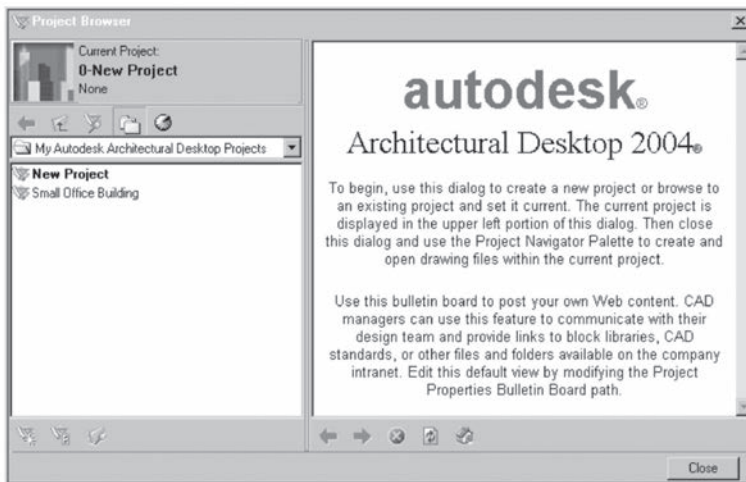 Project Browser
Current Project:
0-New Project
None
My Autodesk Architectural Desktop Projects
New Project
Small Office Building
autodesk®
Architectural Desktop 2004®
To begin, use this dialog to create a new project or browse to
an existing project and set it current. The current project is
displayed in the upper left portion of this dialog. Then close
this dialog and use the Project Navigator Palette to create and
open drawing files within the current project.
Use this bulletin board to post your own Web content. CAD
managers can use this feature to communicate with their
design team and provide links to block libraries, CAD
standards, or other files and folders available on the company
intranet. Edit this default view by modifying the Project
Properties Bulletin Board path.
Close